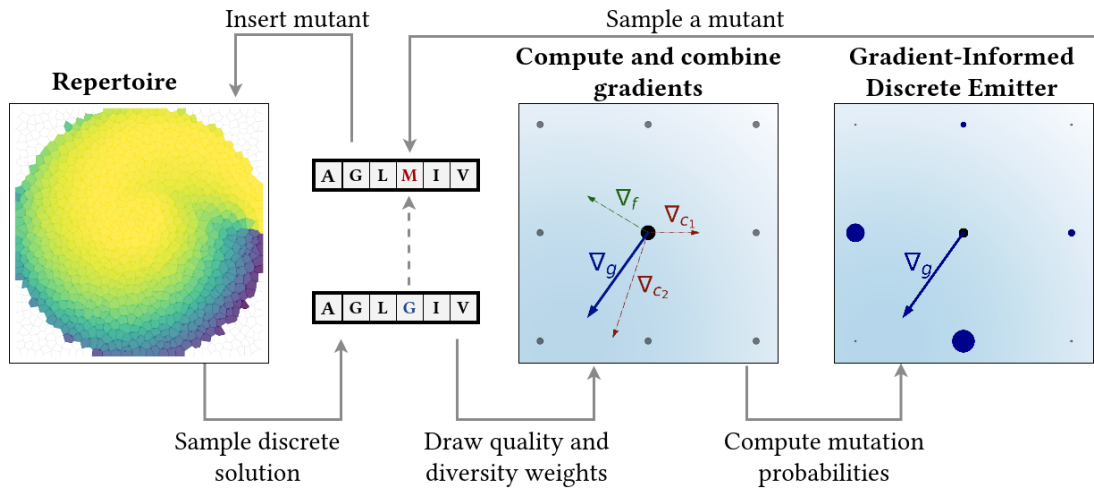 Insert mutant
Sample a mutant
Repertoire
Compute and combine
gradients
Gradient-Informed
Discrete Emitter
A G L M I V
∇f
∇c₁
∇g
∇c₂
∇g
A G L G I V
Sample discrete
solution
Draw quality and
diversity weights
Compute mutation
probabilities